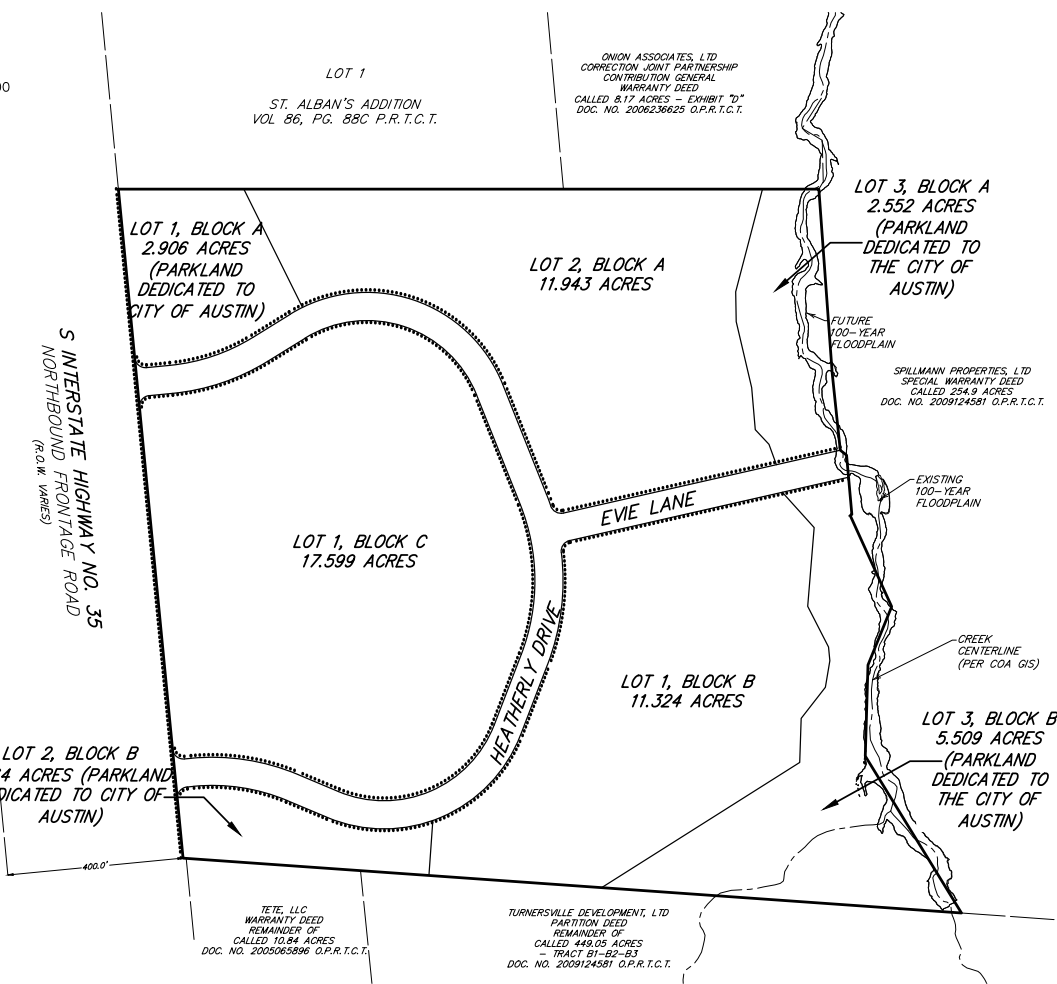 LOT 1
ST. ALBAN'S ADDITION
VOL 86, PG. 88C P.R.T.C.T.
ONION ASSOCIATES, LTD
CORRECTION JOINT PARTNERSHIP
CONTRIBUTION GENERAL
WARRANTY DEED
CALLED 8.17 ACRES - EXHIBIT "D"
DOC. NO. 2006236625 O.P.R.T.C.T.
LOT 1, BLOCK A
2.906 ACRES
(PARKLAND
DEDICATED TO
CITY OF AUSTIN)
LOT 2, BLOCK A
11.943 ACRES
LOT 3, BLOCK A
2.552 ACRES
(PARKLAND
DEDICATED TO
THE CITY OF
AUSTIN)
FUTURE
100-YEAR
FLOODPLAIN
SPILLMANN PROPERTIES, LTD
SPECIAL WARRANTY DEED
CALLED 254.9 ACRES
DOC. NO. 2009124581 O.P.R.T.C.T.
S INTERSTATE HIGHWAY NO. 35
NORTHBOUND FRONTAGE ROAD
(R.O.W. VARIES)
EVIE LANE
EXISTING
100-YEAR
FLOODPLAIN
LOT 1, BLOCK C
17.599 ACRES
HEATHERLY DRIVE
CREEK
CENTERLINE
(PER COA GIS)
LOT 1, BLOCK B
11.324 ACRES
LOT 3, BLOCK B
5.509 ACRES
(PARKLAND
DEDICATED TO
THE CITY OF
AUSTIN)
LOT 2, BLOCK B
4 ACRES (PARKLAND
DICATED TO CITY OF
AUSTIN)
400.0'
TETE, LLC
WARRANTY DEED
REMAINDER OF
CALLED 10.84 ACRES
DOC. NO. 2005065896 O.P.R.T.C.T.
TURNERSVILLE DEVELOPMENT, LTD
PARTITION DEED
REMAINDER OF
CALLED 449.05 ACRES
- TRACT B1-B2-B3
DOC. NO. 2009124581 O.P.R.T.C.T.